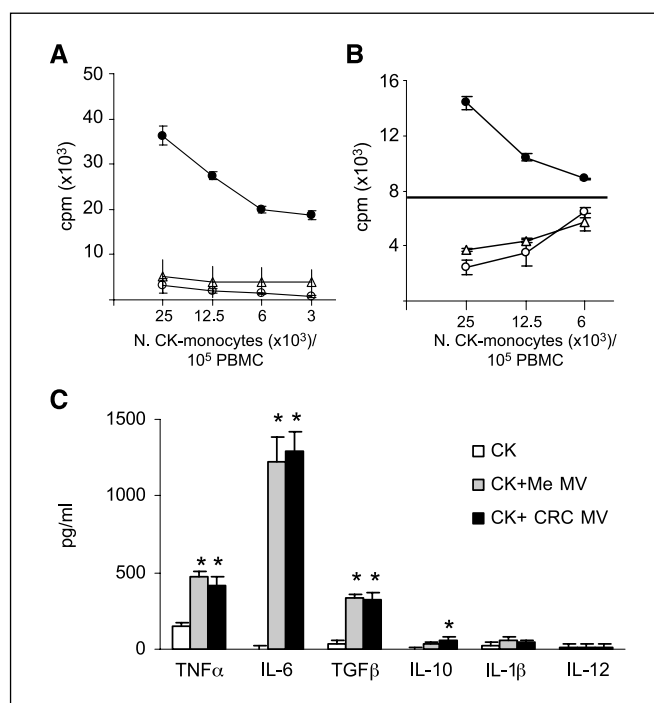 A
50
40
30
20
10
cpm (x10³)
25 12.5 6 3
N. CK-monocytes (x10³)/
10⁵ PBMC
B
16
12
8
4
cpm (x10³)
25 12.5 6
N. CK-monocytes (x10³)/
10⁵ PBMC
C
1500
1000
500
0
pg/ml
* * * * * * *
CK
CK+Me MV
CK+ CRC MV
TNFα IL-6 TGFβ IL-10 IL-1β IL-12